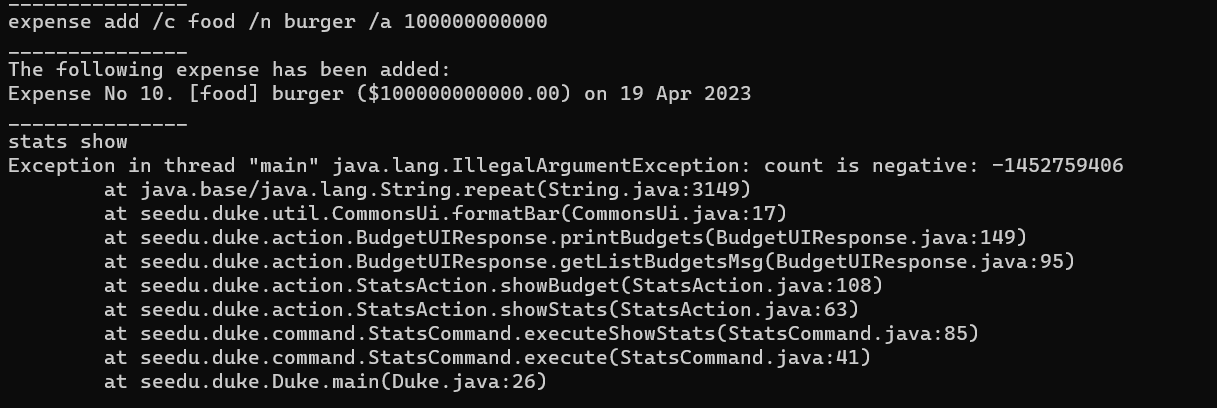 _______________
expense add /c food /n burger /a 100000000000
_______________
The following expense has been added:
Expense No 10. [food] burger ($100000000000.00) on 19 Apr 2023
_______________
stats show
Exception in thread "main" java.lang.IllegalArgumentException: count is negative: -1452759406
        at java.base/java.lang.String.repeat(String.java:3149)
        at seedu.duke.util.CommonsUi.formatBar(CommonsUi.java:17)
        at seedu.duke.action.BudgetUIResponse.printBudgets(BudgetUIResponse.java:149)
        at seedu.duke.action.BudgetUIResponse.getListBudgetsMsg(BudgetUIResponse.java:95)
        at seedu.duke.action.StatsAction.showBudget(StatsAction.java:108)
        at seedu.duke.action.StatsAction.showStats(StatsAction.java:63)
        at seedu.duke.command.StatsCommand.executeShowStats(StatsCommand.java:85)
        at seedu.duke.command.StatsCommand.execute(StatsCommand.java:41)
        at seedu.duke.Duke.main(Duke.java:26)